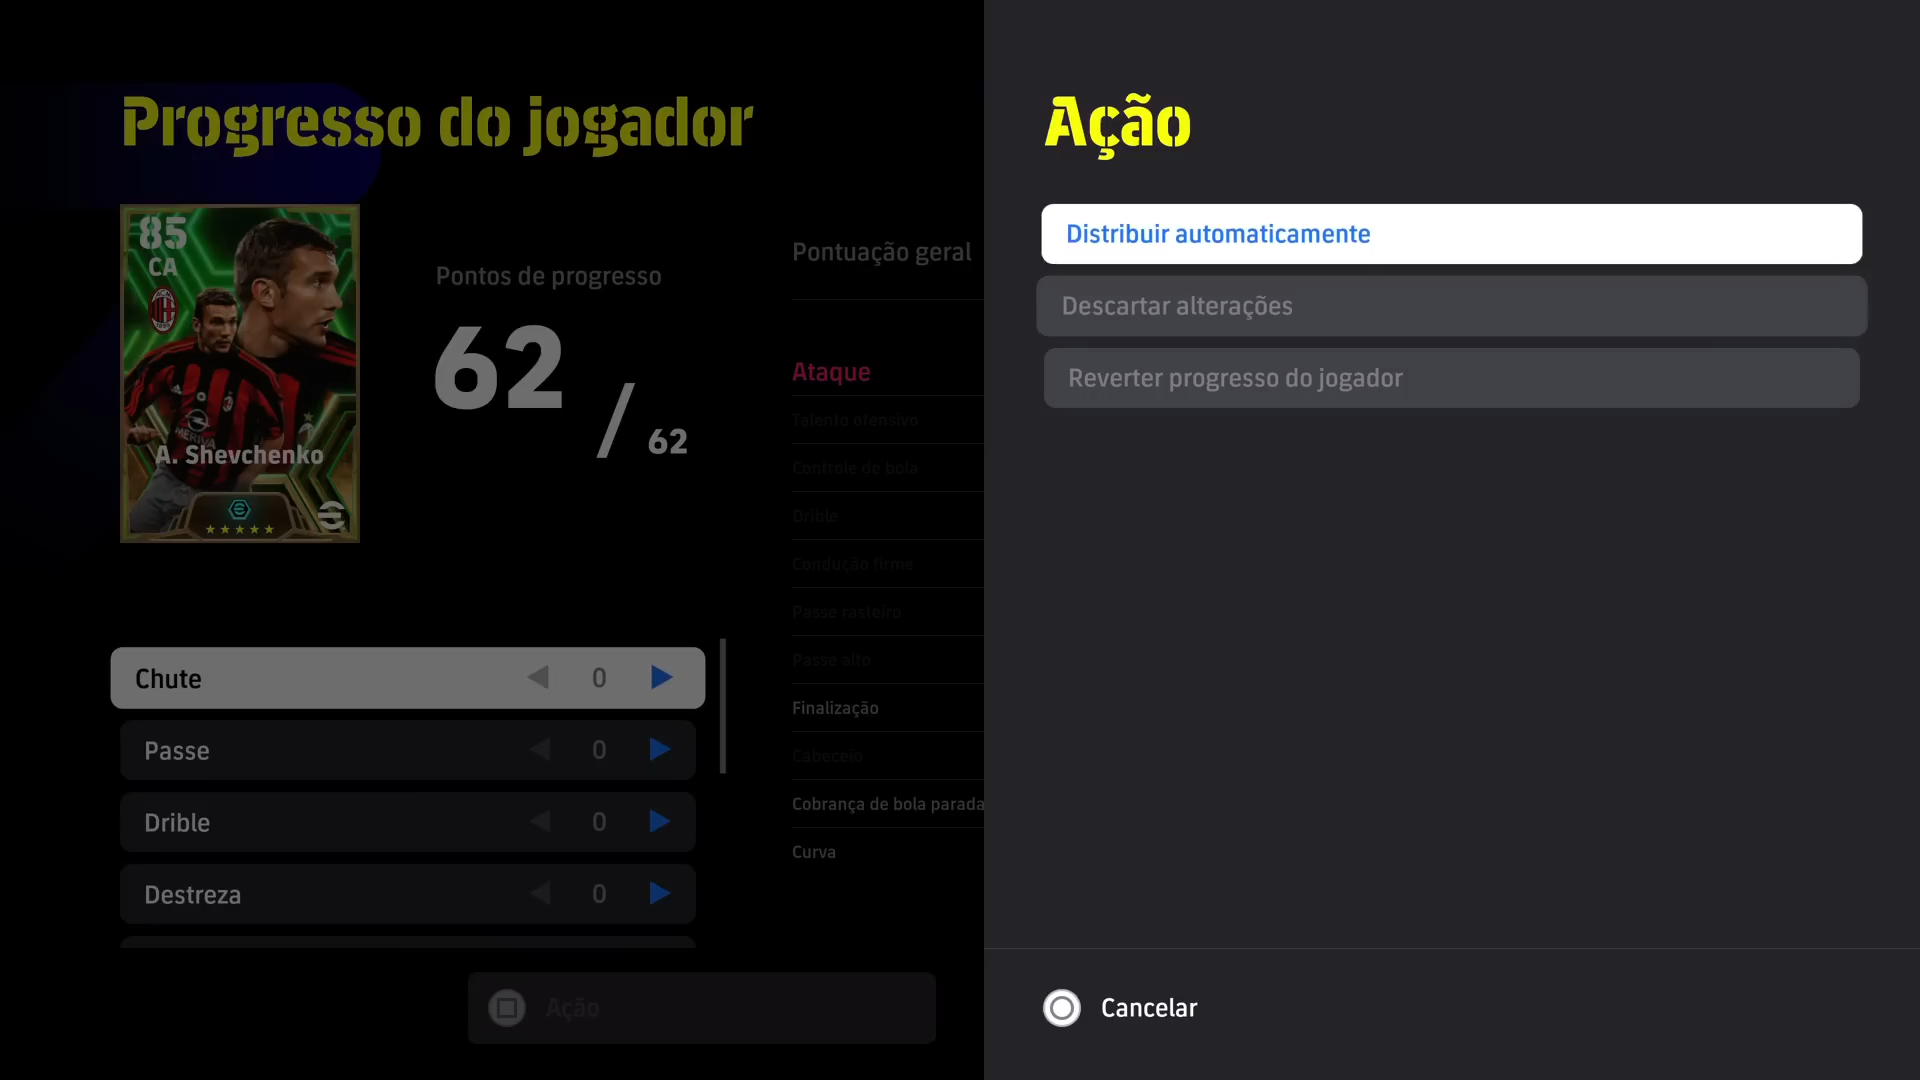 Progresso do jogador
85
CA
MERIVA
A. Shevchenko
Pontos de progresso
62 / 62
Chute 0
Passe 0
Drible 0
Destreza 0
Ação
Pontuação geral
Ataque
Talento ofensivo
Controle de bola
Drible
Condução firme
Passe rasteiro
Passe alto
Finalização
Cabeceio
Cobrança de bola parada
Curva
Ação
Distribuir automaticamente
Descartar alterações
Reverter progresso do jogador
Cancelar